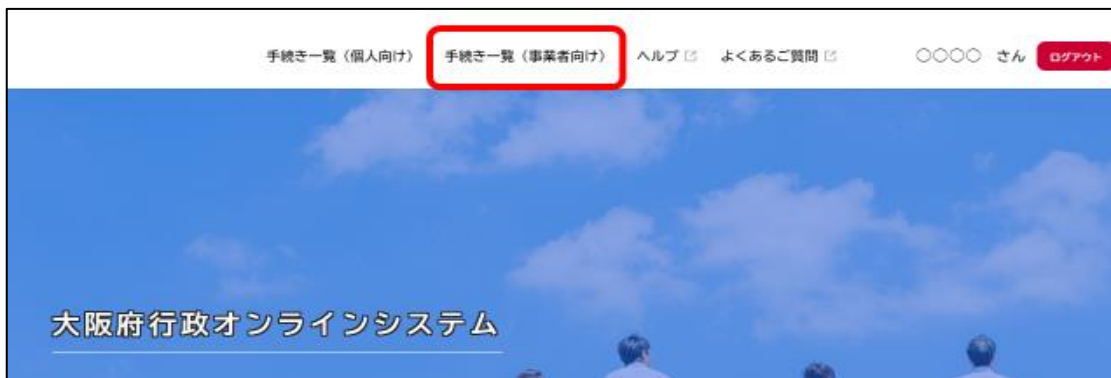 手続き一覧（個人向け） 手続き一覧（事業者向け） ヘルプ よくあるご質問 〇〇〇〇 さん ログアウト
大阪府行政オンラインシステム